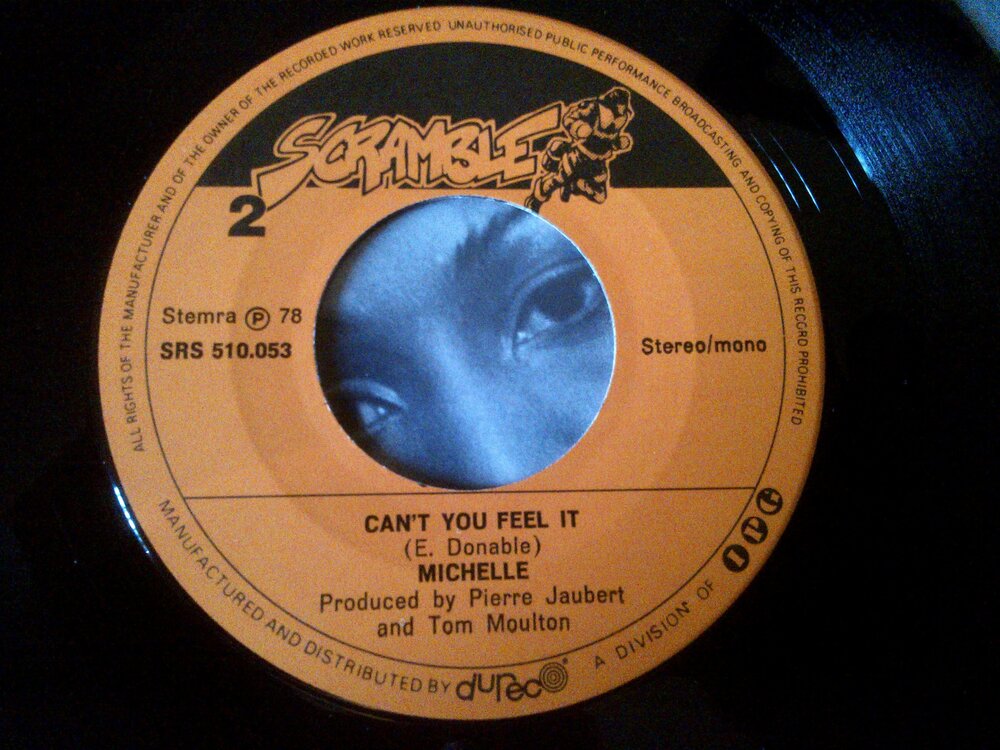 ALL RIGHTS OF THE MANUFACTURER AND OF THE OWNER OF THE RECORDED WORK RESERVED UNAUTHORISED PUBLIC PERFORMANCE BROADCASTING AND COPYING OF THIS RECORD PROHIBITED
SCRAMBLE
2
Stemra Ⓟ 78
SRS 510.053
Stereo/mono
CAN'T YOU FEEL IT
(E. Donable)
MICHELLE
Produced by Pierre Jaubert
and Tom Moulton
MANUFACTURED AND DISTRIBUTED BY dureco A DIVISION OF